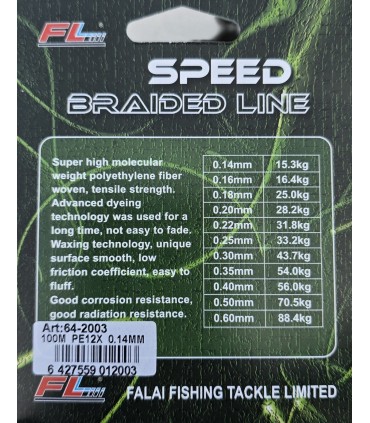 FL
SPEED
BRAIDED LINE
Super high molecular
weight polyethylene fiber
woven, tensile strength.
Advanced dyeing
technology was used for a
long time, not easy to fade.
Waxing technology, unique
surface smooth, low
friction coefficient, easy to
fluff.
Good corrosion resistance,
good radiation resistance.
0.14mm 15.3kg
0.16mm 16.4kg
0.18mm 25.0kg
0.20mm 28.2kg
0.22mm 31.8kg
0.25mm 33.2kg
0.30mm 43.7kg
0.35mm 54.0kg
0.40mm 56.0kg
0.50mm 70.5kg
0.60mm 88.4kg
Art:64-2003
100M PE12X 0.14MM
6 427559 012003
FL
FALAI FISHING TACKLE LIMITED